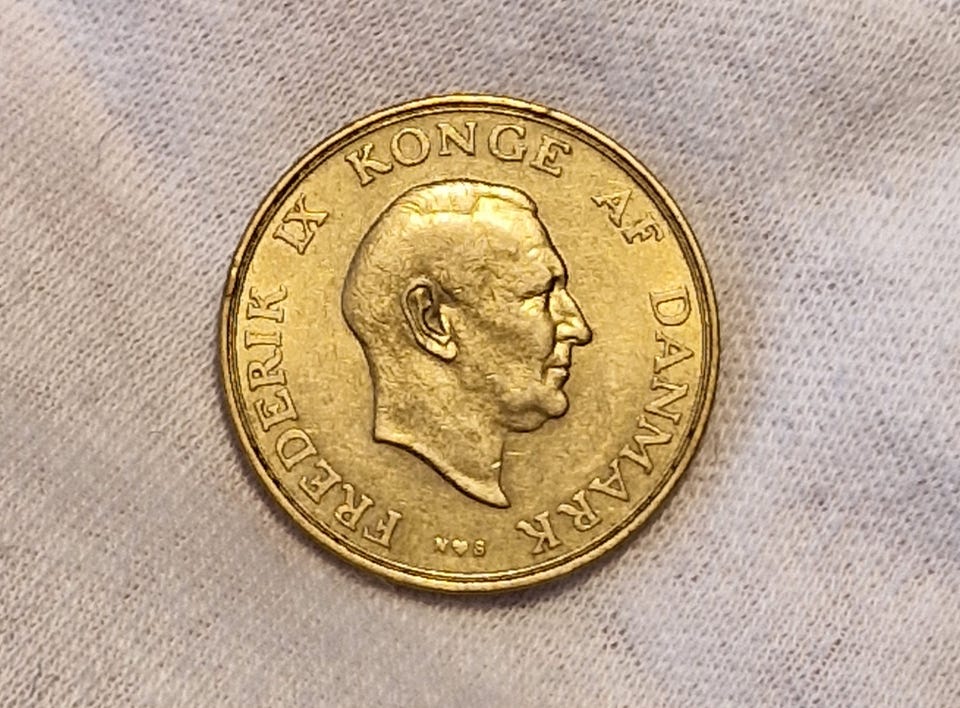 FREDERIK IX KONGE AF DANMARK
N♥S